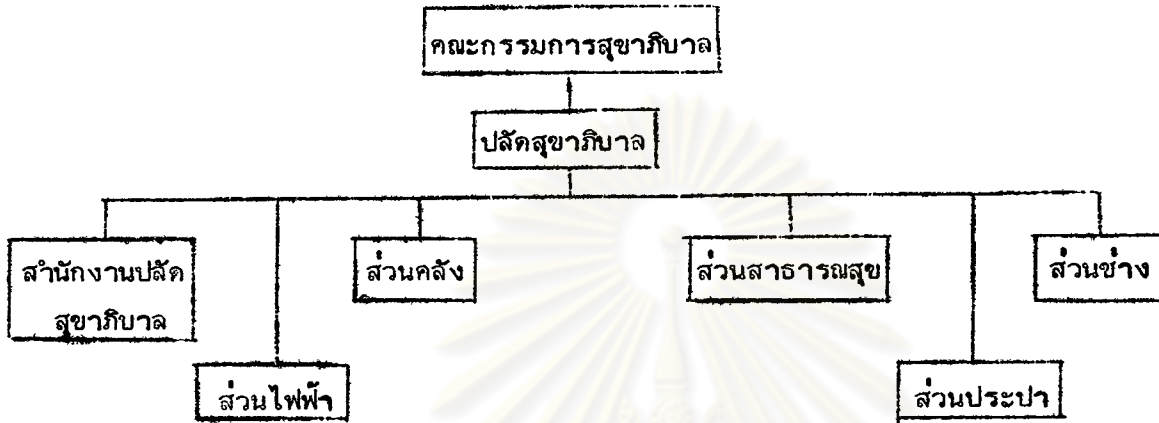 คณะกรรมการสุขาภิบาล
ปลัดสุขาภิบาล
สำนักงานปลัด
สุขาภิบาล
ส่วนคลัง
ส่วนสาธารณสุข
ส่วนช่าง
ส่วนไฟฟ้า
ส่วนประปา